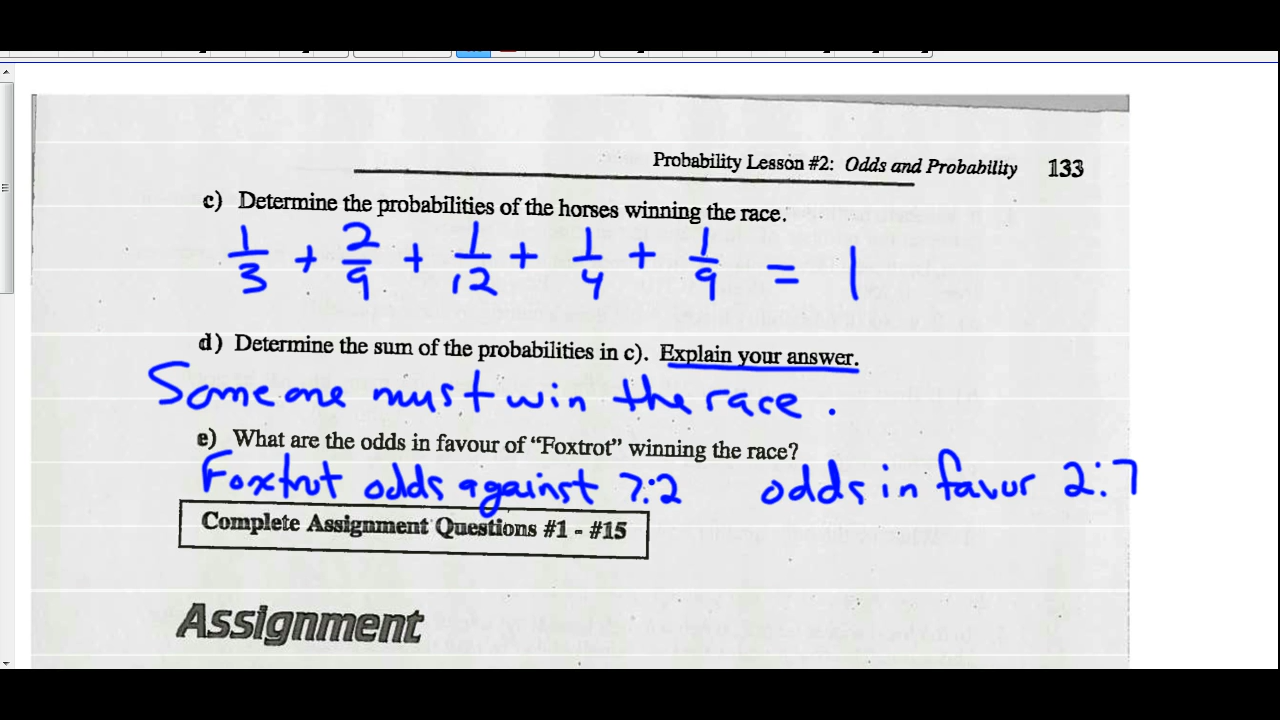 Probability Lesson #2: Odds and Probability 133
c) Determine the probabilities of the horses winning the race.
1/3 + 2/9 + 1/12 + 1/4 + 1/9 = 1
d) Determine the sum of the probabilities in c). Explain your answer.
Someone must win the race.
e) What are the odds in favour of "Foxtrot" winning the race?
Foxtrot odds against 7:2 odds in favur 2:7
Complete Assignment Questions #1 - #15
Assignment